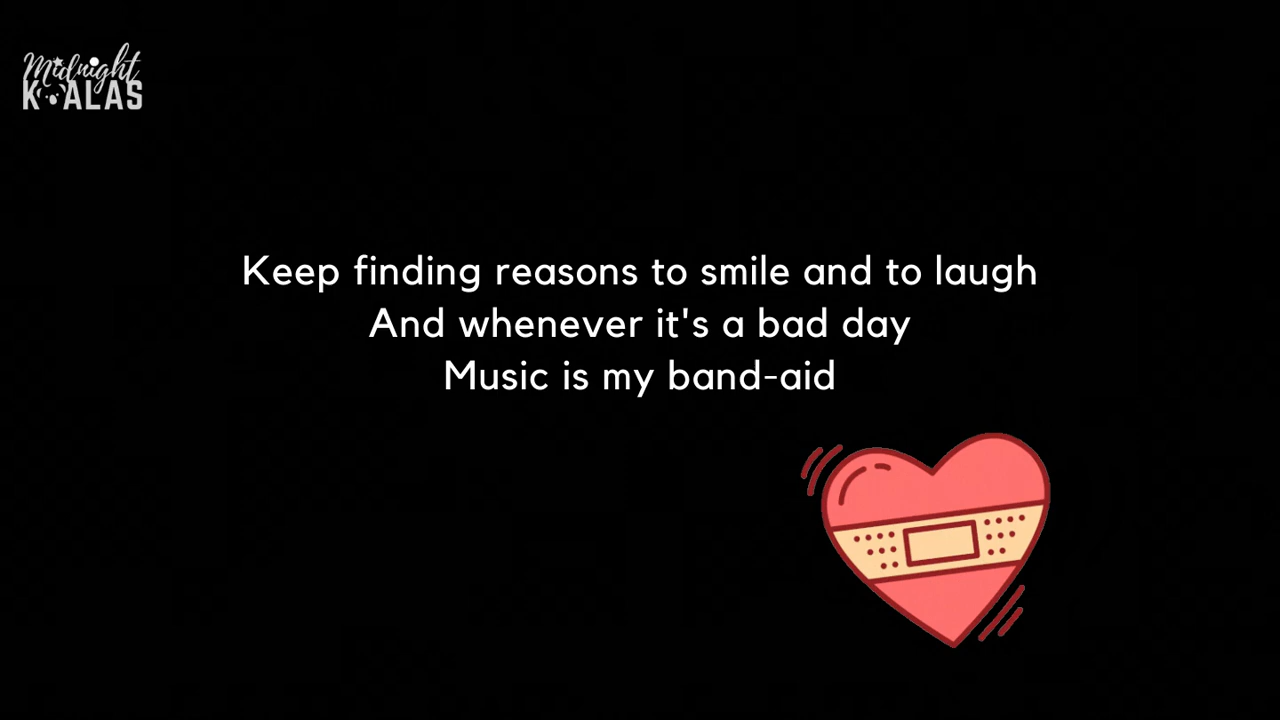 Midnight
KOALAS
Keep finding reasons to smile and to laugh
And whenever it's a bad day
Music is my band-aid